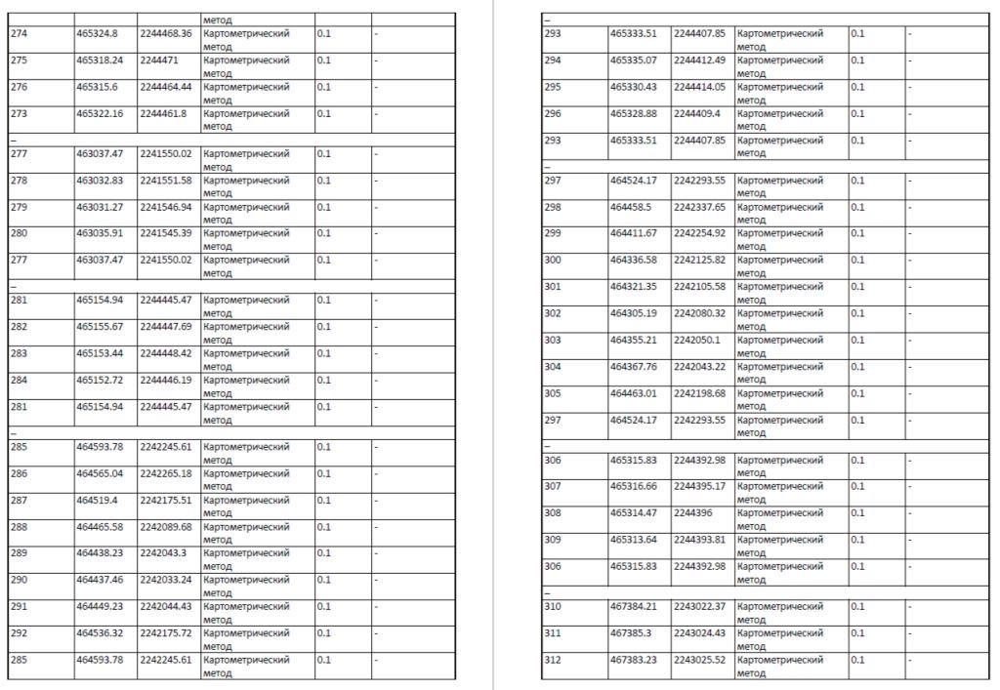 метод
274 465324.8 2244468.36 Картометрический 0.1 -
метод
275 465318.24 2244471 Картометрический 0.1 -
метод
276 465315.6 2244464.44 Картометрический 0.1 -
метод
273 465322.16 2244461.8 Картометрический 0.1 -
метод
–
277 463037.47 2241550.02 Картометрический 0.1 -
метод
278 463032.83 2241551.58 Картометрический 0.1 -
метод
279 463031.27 2241546.94 Картометрический 0.1 -
метод
280 463035.91 2241545.39 Картометрический 0.1 -
метод
277 463037.47 2241550.02 Картометрический 0.1 -
метод
–
281 465154.94 2244445.47 Картометрический 0.1 -
метод
282 465155.67 2244447.69 Картометрический 0.1 -
метод
283 465153.44 2244448.42 Картометрический 0.1 -
метод
284 465152.72 2244446.19 Картометрический 0.1 -
метод
281 465154.94 2244445.47 Картометрический 0.1 -
метод
–
285 464593.78 2242245.61 Картометрический 0.1 -
метод
286 464565.04 2242265.18 Картометрический 0.1 -
метод
287 464519.4 2242175.51 Картометрический 0.1 -
метод
288 464465.58 2242089.68 Картометрический 0.1 -
метод
289 464438.23 2242043.3 Картометрический 0.1 -
метод
290 464437.46 2242033.24 Картометрический 0.1 -
метод
291 464449.23 2242044.43 Картометрический 0.1 -
метод
292 464536.32 2242175.72 Картометрический 0.1 -
метод
285 464593.78 2242245.61 Картометрический 0.1 -
метод
–
293 465333.51 2244407.85 Картометрический 0.1 -
метод
294 465335.07 2244412.49 Картометрический 0.1 -
метод
295 465330.43 2244414.05 Картометрический 0.1 -
метод
296 465328.88 2244409.4 Картометрический 0.1 -
метод
293 465333.51 2244407.85 Картометрический 0.1 -
метод
–
297 464524.17 2242293.55 Картометрический 0.1 -
метод
298 464458.5 2242337.65 Картометрический 0.1 -
метод
299 464411.67 2242254.92 Картометрический 0.1 -
метод
300 464336.58 2242125.82 Картометрический 0.1 -
метод
301 464321.35 2242105.58 Картометрический 0.1 -
метод
302 464305.19 2242080.32 Картометрический 0.1 -
метод
303 464355.21 2242050.1 Картометрический 0.1 -
метод
304 464367.76 2242043.22 Картометрический 0.1 -
метод
305 464463.01 2242198.68 Картометрический 0.1 -
метод
297 464524.17 2242293.55 Картометрический 0.1 -
метод
–
306 465315.83 2244392.98 Картометрический 0.1 -
метод
307 465316.66 2244395.17 Картометрический 0.1 -
метод
308 465314.47 2244396 Картометрический 0.1 -
метод
309 465313.64 2244393.81 Картометрический 0.1 -
метод
306 465315.83 2244392.98 Картометрический 0.1 -
метод
–
310 467384.21 2243022.37 Картометрический 0.1 -
метод
311 467385.3 2243024.43 Картометрический 0.1 -
метод
312 467383.23 2243025.52 Картометрический 0.1 -
метод